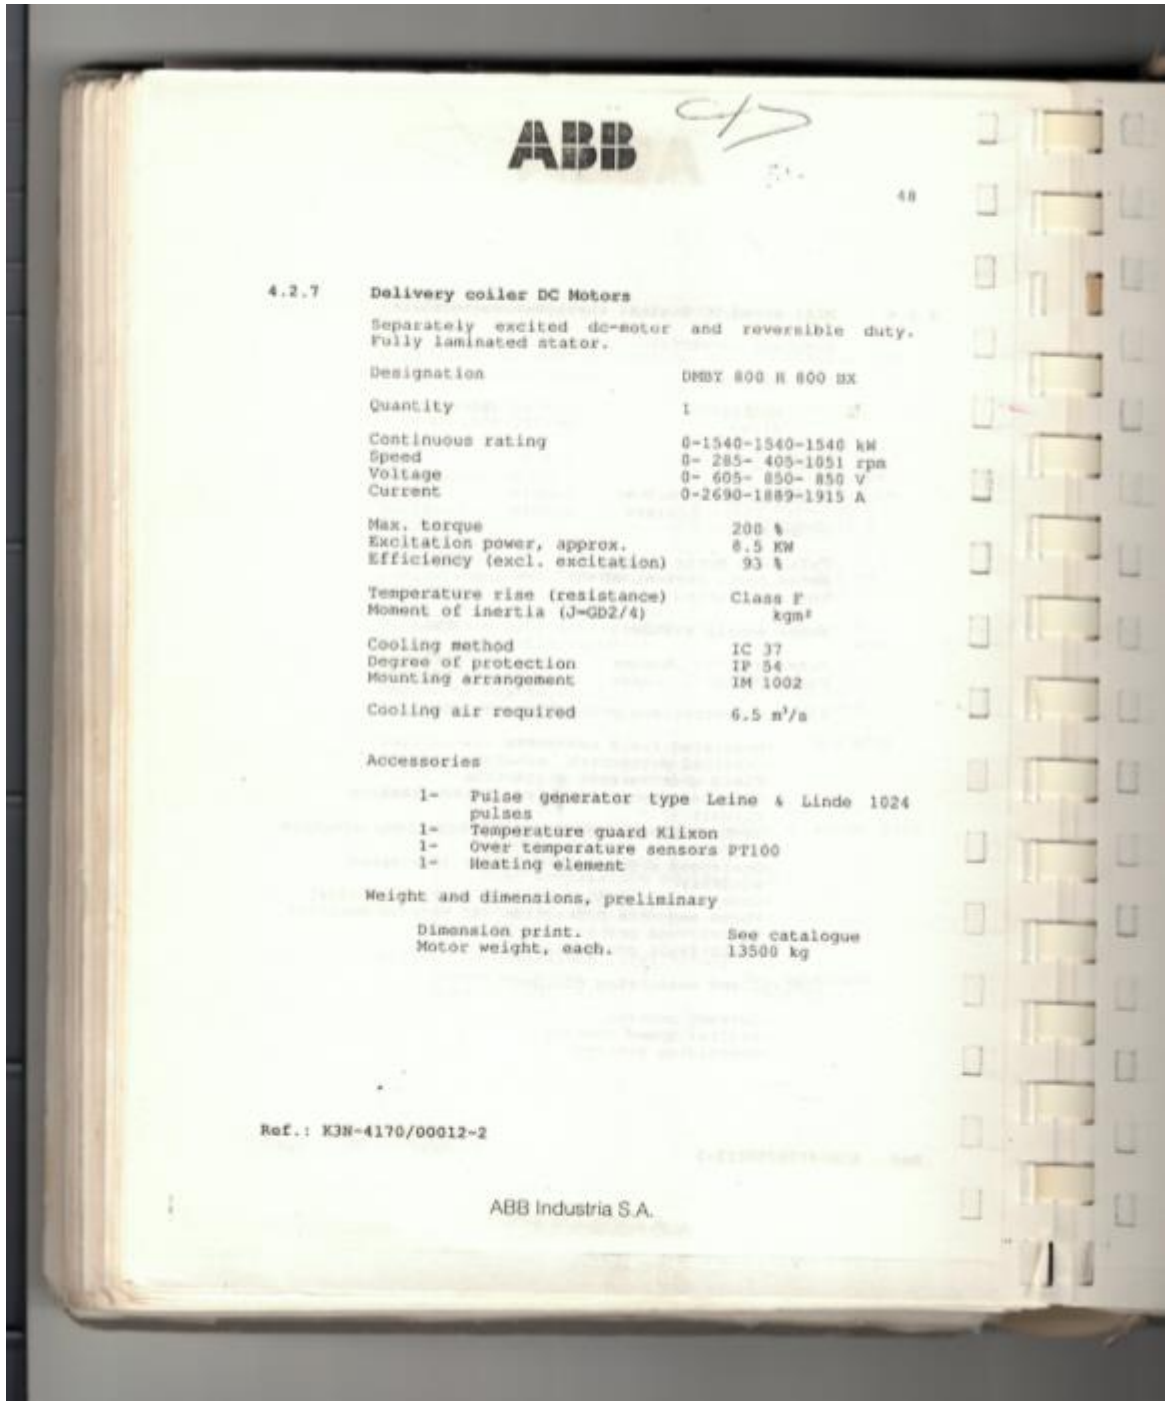 ABB
48
4.2.7 Delivery coiler DC Motors
Separately excited dc-motor and reversible duty.
Fully laminated stator.
Designation DMBY 800 800
Quantity 1
Continuous rating 0-1540-1540-1540 kW
Speed 0- 285- 405-1051 rpm
Voltage 0- 605- 850- 850 V
Current 0-2690-1889-1915 A
Max. torque 200 %
Excitation power, approx. 8.5 KW
Efficiency (excl. excitation) 93 %
Temperature rise (resistance) Class F
Moment of inertia (J=GD2/4) kgm²
Cooling method IC 37
Degree of protection IP 54
Mounting arrangement IM 1002
Cooling air required 6.5 m³/s
Accessories
1- Pulse generator type Leine & Linde 1024
pulses
1- Temperature guard Klixon
1- Over temperature sensors PT100
1- Heating element
Weight and dimensions, preliminary
Dimension print. See catalogue
Motor weight, each. 13500 kg
Ref.: K3N-4170/00012-2
ABB Industria S.A.